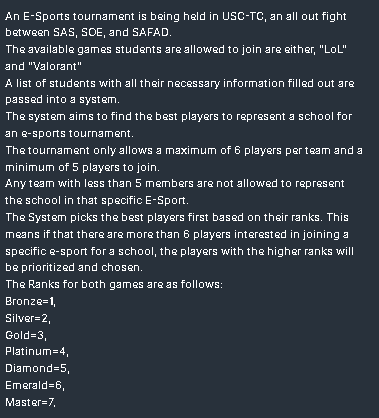 An E-Sports tournament is being held in USC-TC, an all out fight
between SAS, SOE, and SAFAD.
The available games students are allowed to join are either, "LoL"
and "Valorant"
A list of students with all their necessary information filled out are
passed into a system.
The system aims to find the best players to represent a school for
an e-sports tournament.
The tournament only allows a maximum of 6 players per team and a
minimum of 5 players to join.
Any team with less than 5 members are not allowed to represent
the school in that specific E-Sport.
The System picks the best players first based on their ranks. This
means if that there are more than 6 players interested in joining a
specific e-sport for a school, the players with the higher ranks will
be prioritized and chosen.
The Ranks for both games are as follows:
Bronze=1,
Silver=2,
Gold=3,
Platinum=4,
Diamond=5,
Emerald=6,
Master=7,